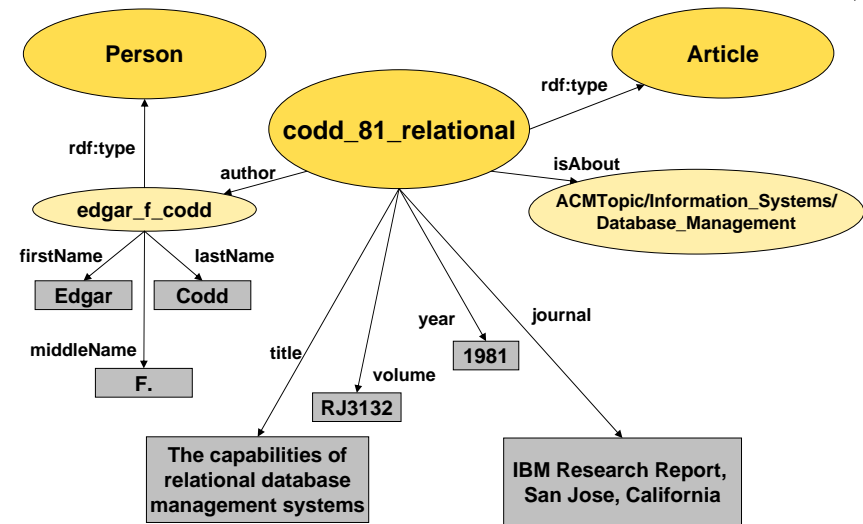 Person
Article
rdf:type
codd_81_relational
rdf:type
author
isAbout
edgar_f_codd
ACMTopic/Information_Systems/
Database_Management
firstName
lastName
Edgar
Codd
year
journal
middleName
title
1981
volume
F.
RJ3132
The capabilities of
relational database
management systems
IBM Research Report,
San Jose, California